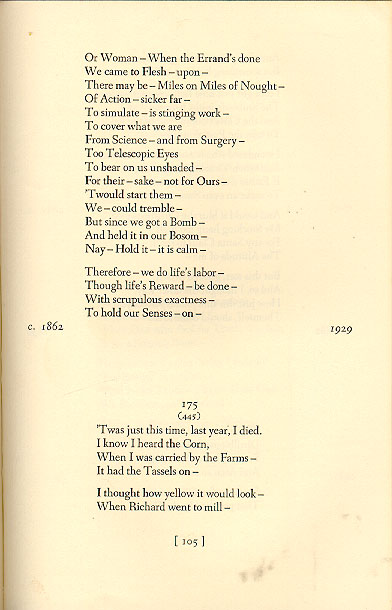 Or Woman – When the Errand's done
We came to Flesh – upon –
There may be – Miles on Miles of Nought –
Of Action – sicker far –
To simulate – is stinging work –
To cover what we are
From Science – and from Surgery –
Too Telescopic Eyes
To bear on us unshaded –
For their – sake – not for Ours –
'Twould start them –
We – could tremble –
But since we got a Bomb –
And held it in our Bosom –
Nay – Hold it – it is calm –

Therefore – we do life's labor –
Though life's Reward – be done –
With scrupulous exactness –
To hold our Senses – on –
c. 1862 1929

175
(445)
'Twas just this time, last year, I died.
I know I heard the Corn,
When I was carried by the Farms –
It had the Tassels on –

I thought how yellow it would look –
When Richard went to mill –

[ 105 ]